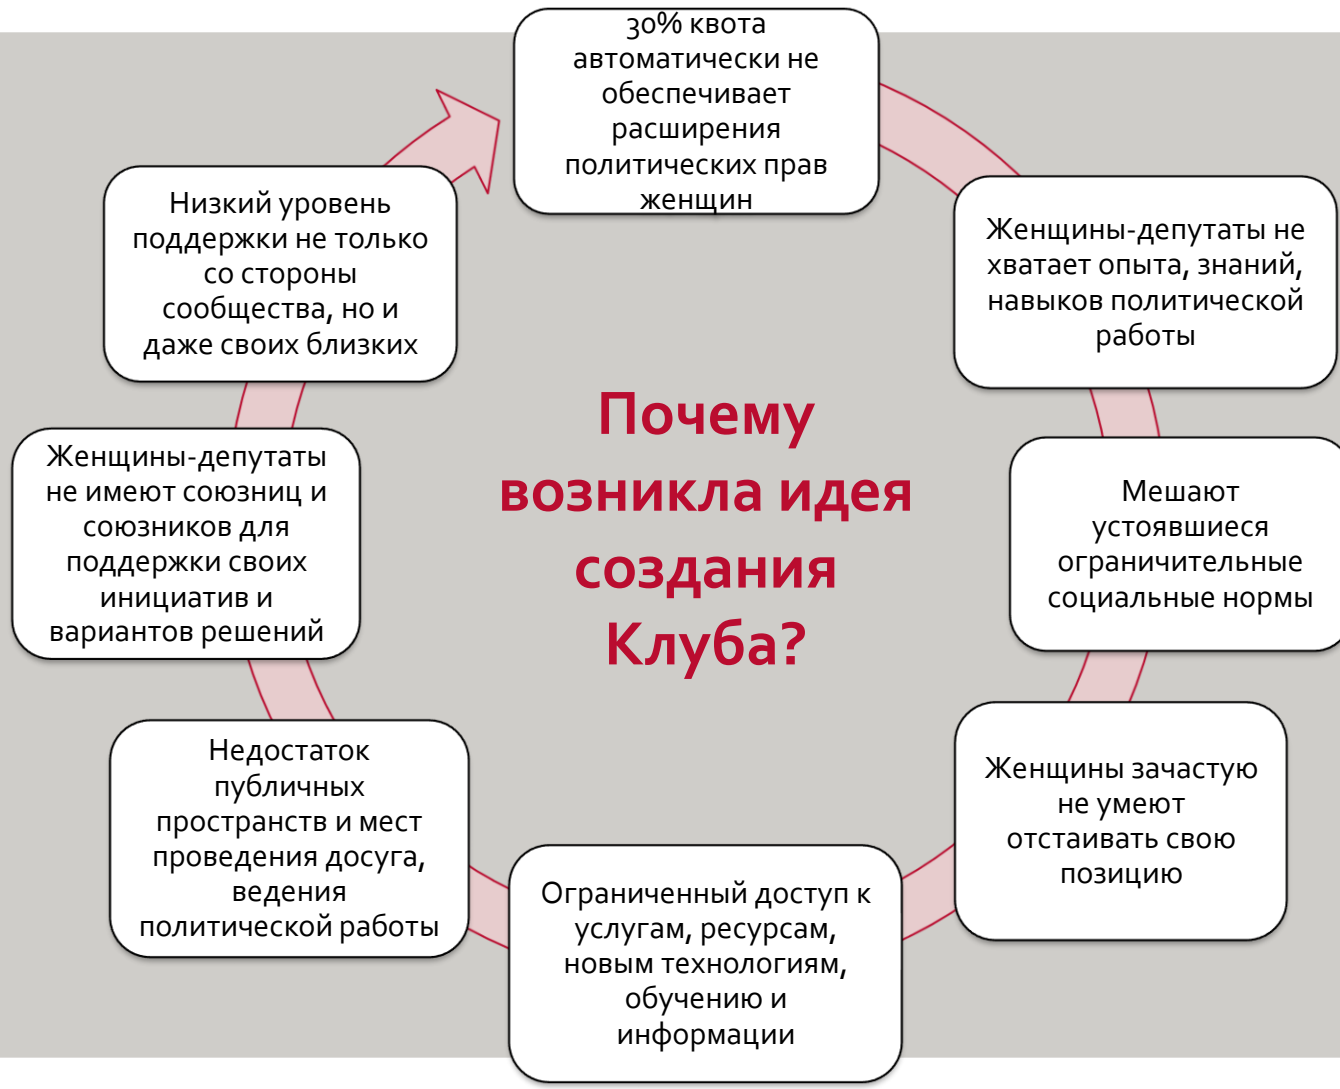 30% квота
автоматически не
обеспечивает
расширения
политических прав
женщин
Женщины-депутаты не
хватает опыта, знаний,
навыков политической
работы
Мешают
устоявшиеся
ограничительные
социальные нормы
Женщины зачастую
не умеют
отстаивать свою
позицию
Ограниченный доступ к
услугам, ресурсам,
новым технологиям,
обучению и
информации
Недостаток
публичных
пространств и мест
проведения досуга,
ведения
политической работы
Женщины-депутаты
не имеют союзниц и
союзников для
поддержки своих
инициатив и
вариантов решений
Низкий уровень
поддержки не только
со стороны
сообщества, но и
даже своих близких
Почему
возникла идея
создания
Клуба?